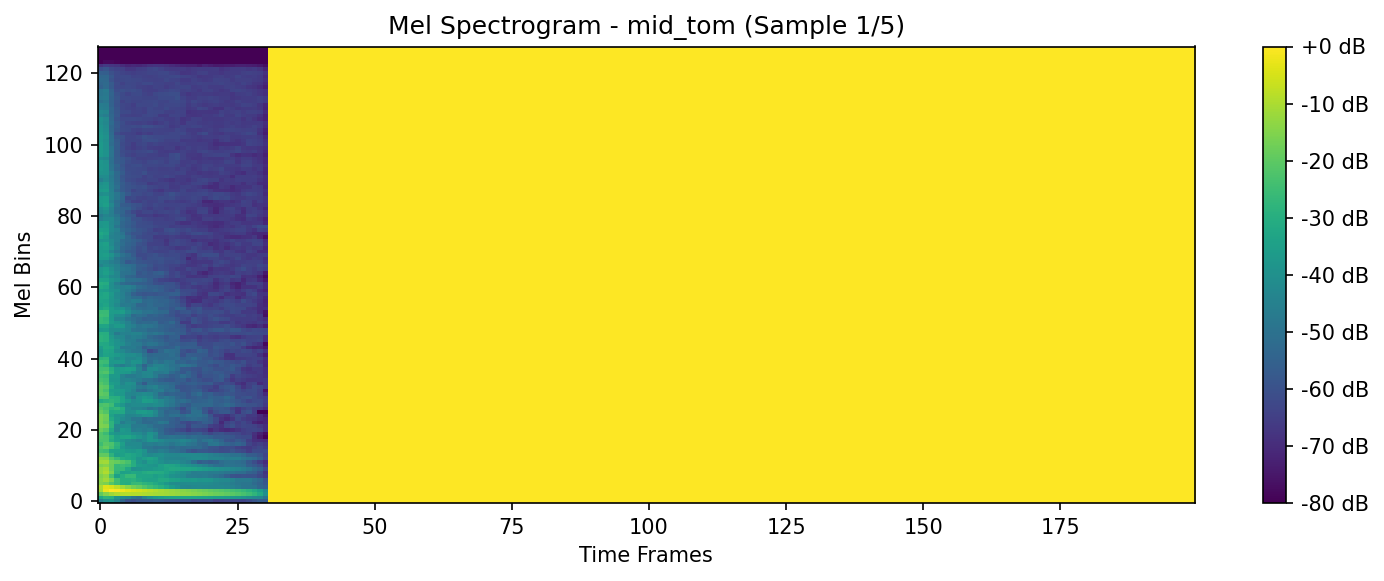 Mel Spectrogram - mid_tom (Sample 1/5)
Mel Bins
120
100
80
60
40
20
0
0 25 50 75 100 125 150 175
Time Frames
+0 dB
-10 dB
-20 dB
-30 dB
-40 dB
-50 dB
-60 dB
-70 dB
-80 dB